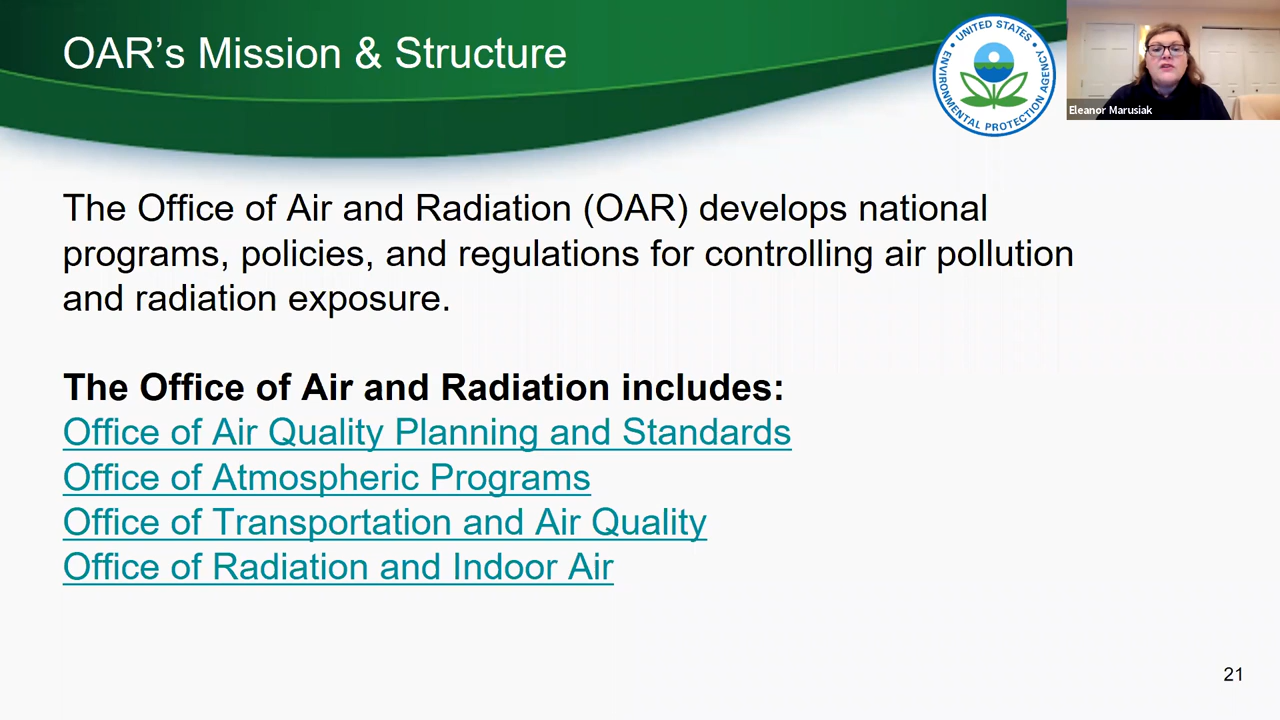 OAR’s Mission & Structure
UNITED STATES
ENVIRONMENTAL PROTECTION AGENCY
Eleanor Marusiak
The Office of Air and Radiation (OAR) develops national
programs, policies, and regulations for controlling air pollution
and radiation exposure.
The Office of Air and Radiation includes:
Office of Air Quality Planning and Standards
Office of Atmospheric Programs
Office of Transportation and Air Quality
Office of Radiation and Indoor Air
21